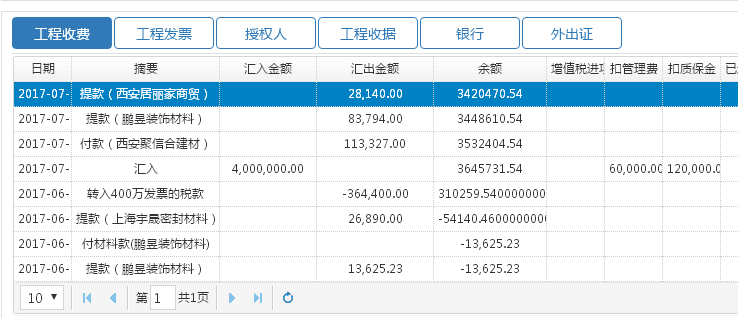 工程收费 工程发票 授权人 工程收据 银行 外出证
日期 摘要 汇入金额 汇出金额 余额 增值税进项 扣管理费 扣质保金 已
2017-07- 提款（西安居丽家商贸） 28,140.00 3420470.54
2017-07- 提款（鹏昱装饰材料） 83,794.00 3448610.54
2017-07- 付款（西安聚信合建材） 113,327.00 3532404.54
2017-07- 汇入 4,000,000.00 3645731.54 60,000.00 120,000.0
2017-06- 转入400万发票的税款 -364,400.00 310259.540000000
2017-06- 提款（上海宇晟密封材料） 26,890.00 -54140.4600000000
2017-06- 付材料款(鹏昱装饰材料) -13,625.23
2017-06- 提款（鹏昱装饰材料） 13,625.23 -13,625.23
10 第 1 共1页